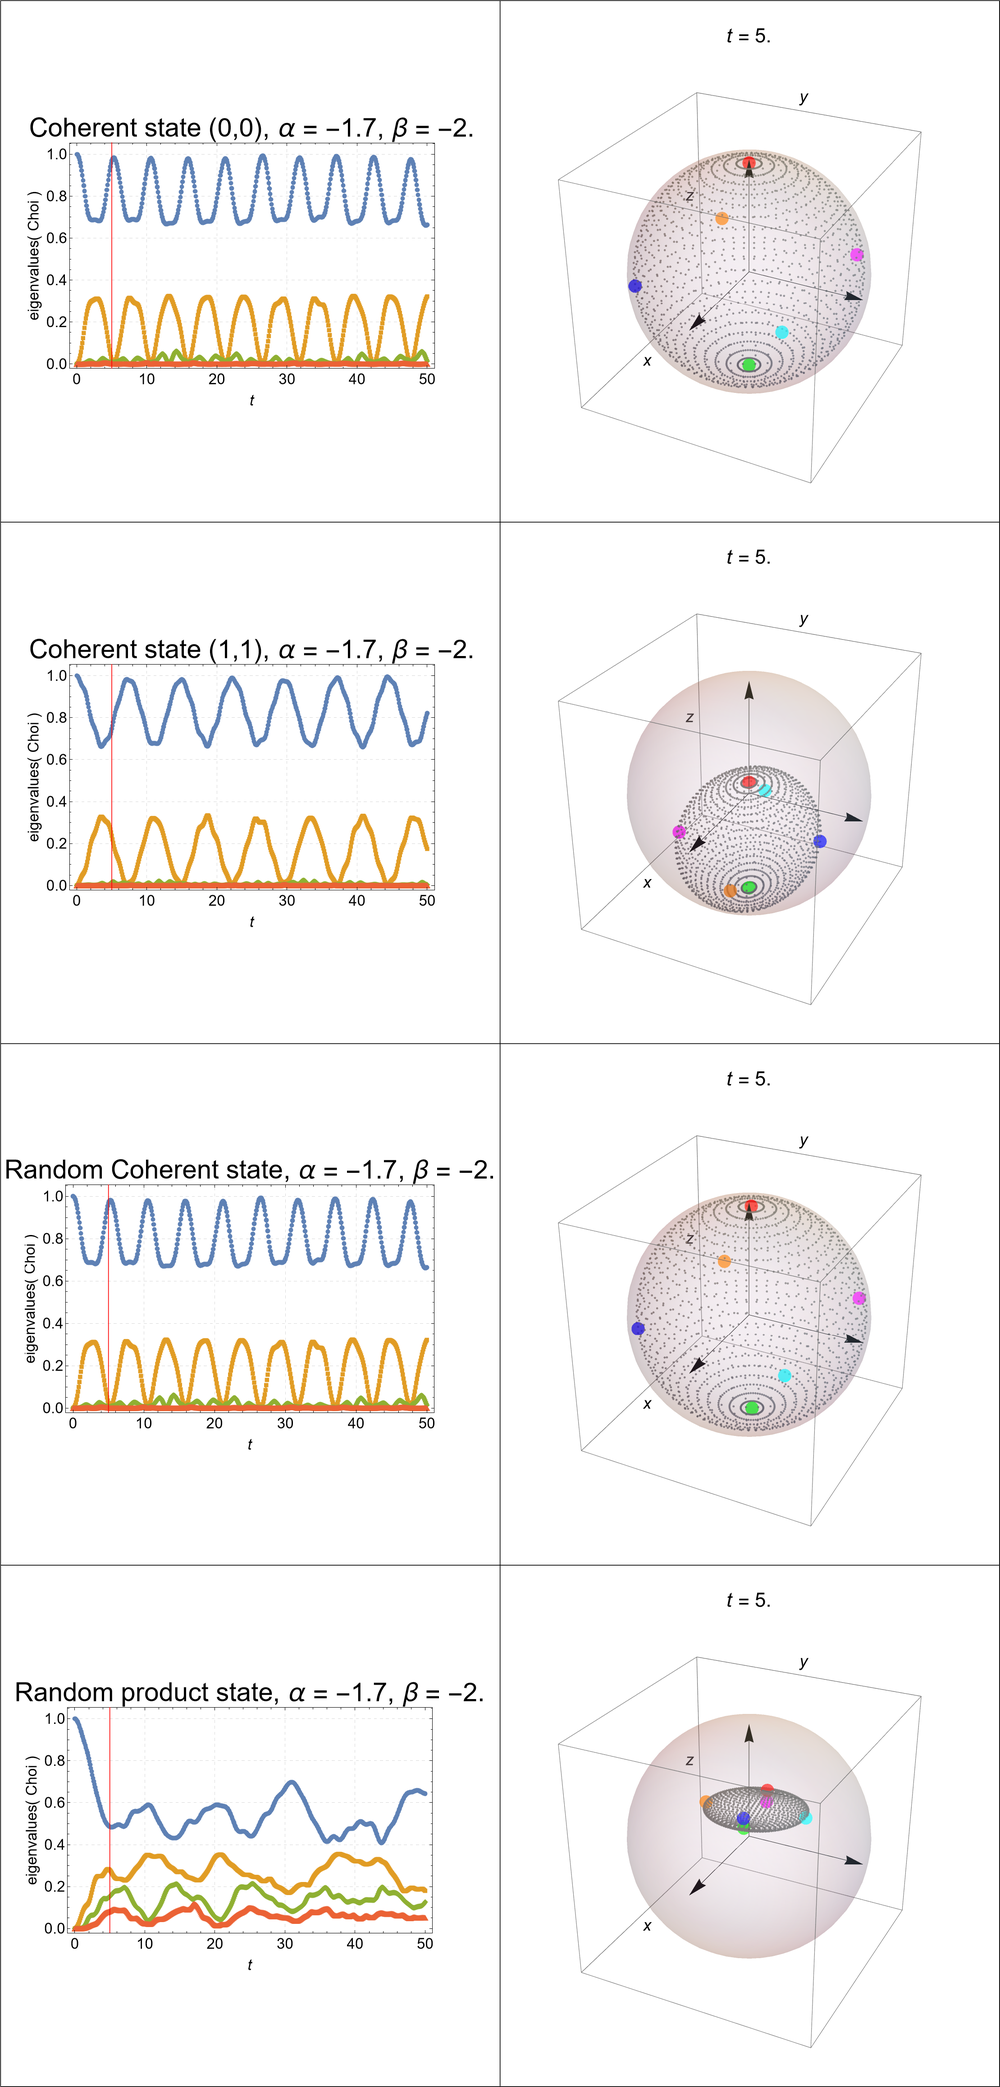 t = 5.
y
Coherent state (0,0), α = −1.7, β = −2.
eigenvalues( Choi )
1.0
0.8
0.6
0.4
0.2
0.0
0 10 20 30 40 50
t
z
x
t = 5.
y
Coherent state (1,1), α = −1.7, β = −2.
eigenvalues( Choi )
1.0
0.8
0.6
0.4
0.2
0.0
0 10 20 30 40 50
t
z
x
t = 5.
y
Random Coherent state, α = −1.7, β = −2.
eigenvalues( Choi )
1.0
0.8
0.6
0.4
0.2
0.0
0 10 20 30 40 50
t
z
x
t = 5.
y
Random product state, α = −1.7, β = −2.
eigenvalues( Choi )
1.0
0.8
0.6
0.4
0.2
0.0
0 10 20 30 40 50
t
z
x